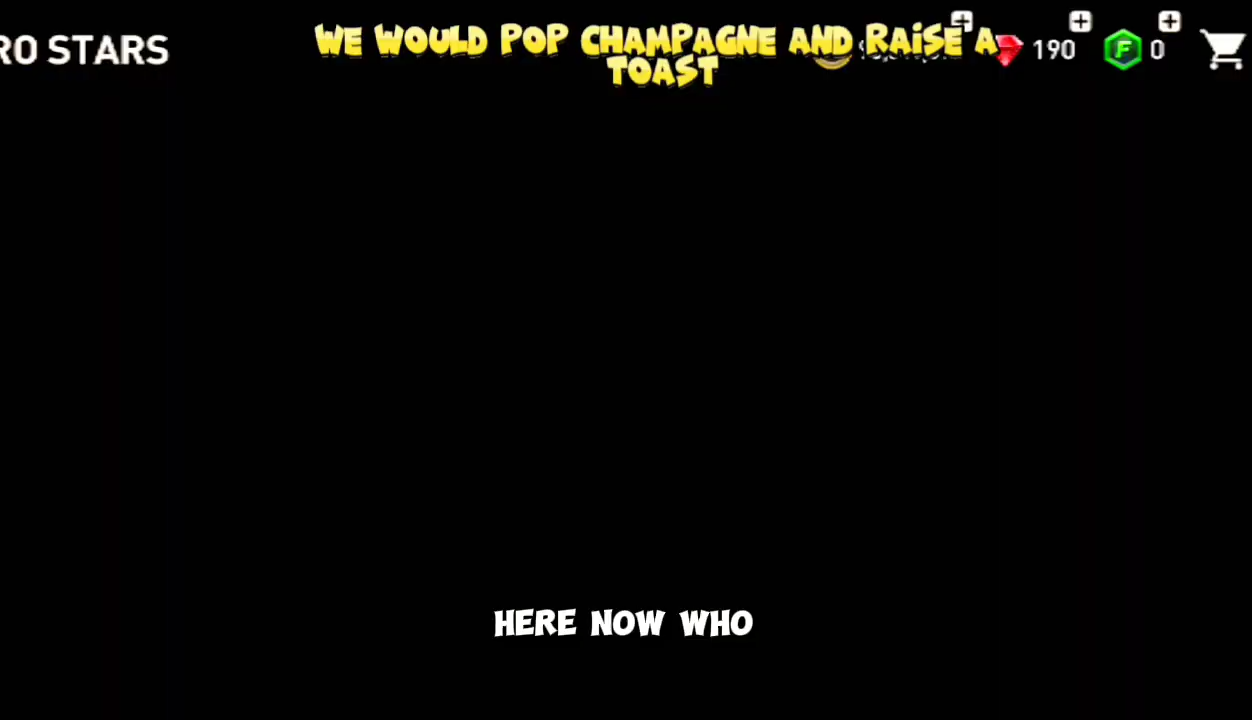 RO STARS
WE WOULD POP CHAMPAGNE AND RAISE A
TOAST
190
F
0
HERE NOW WHO